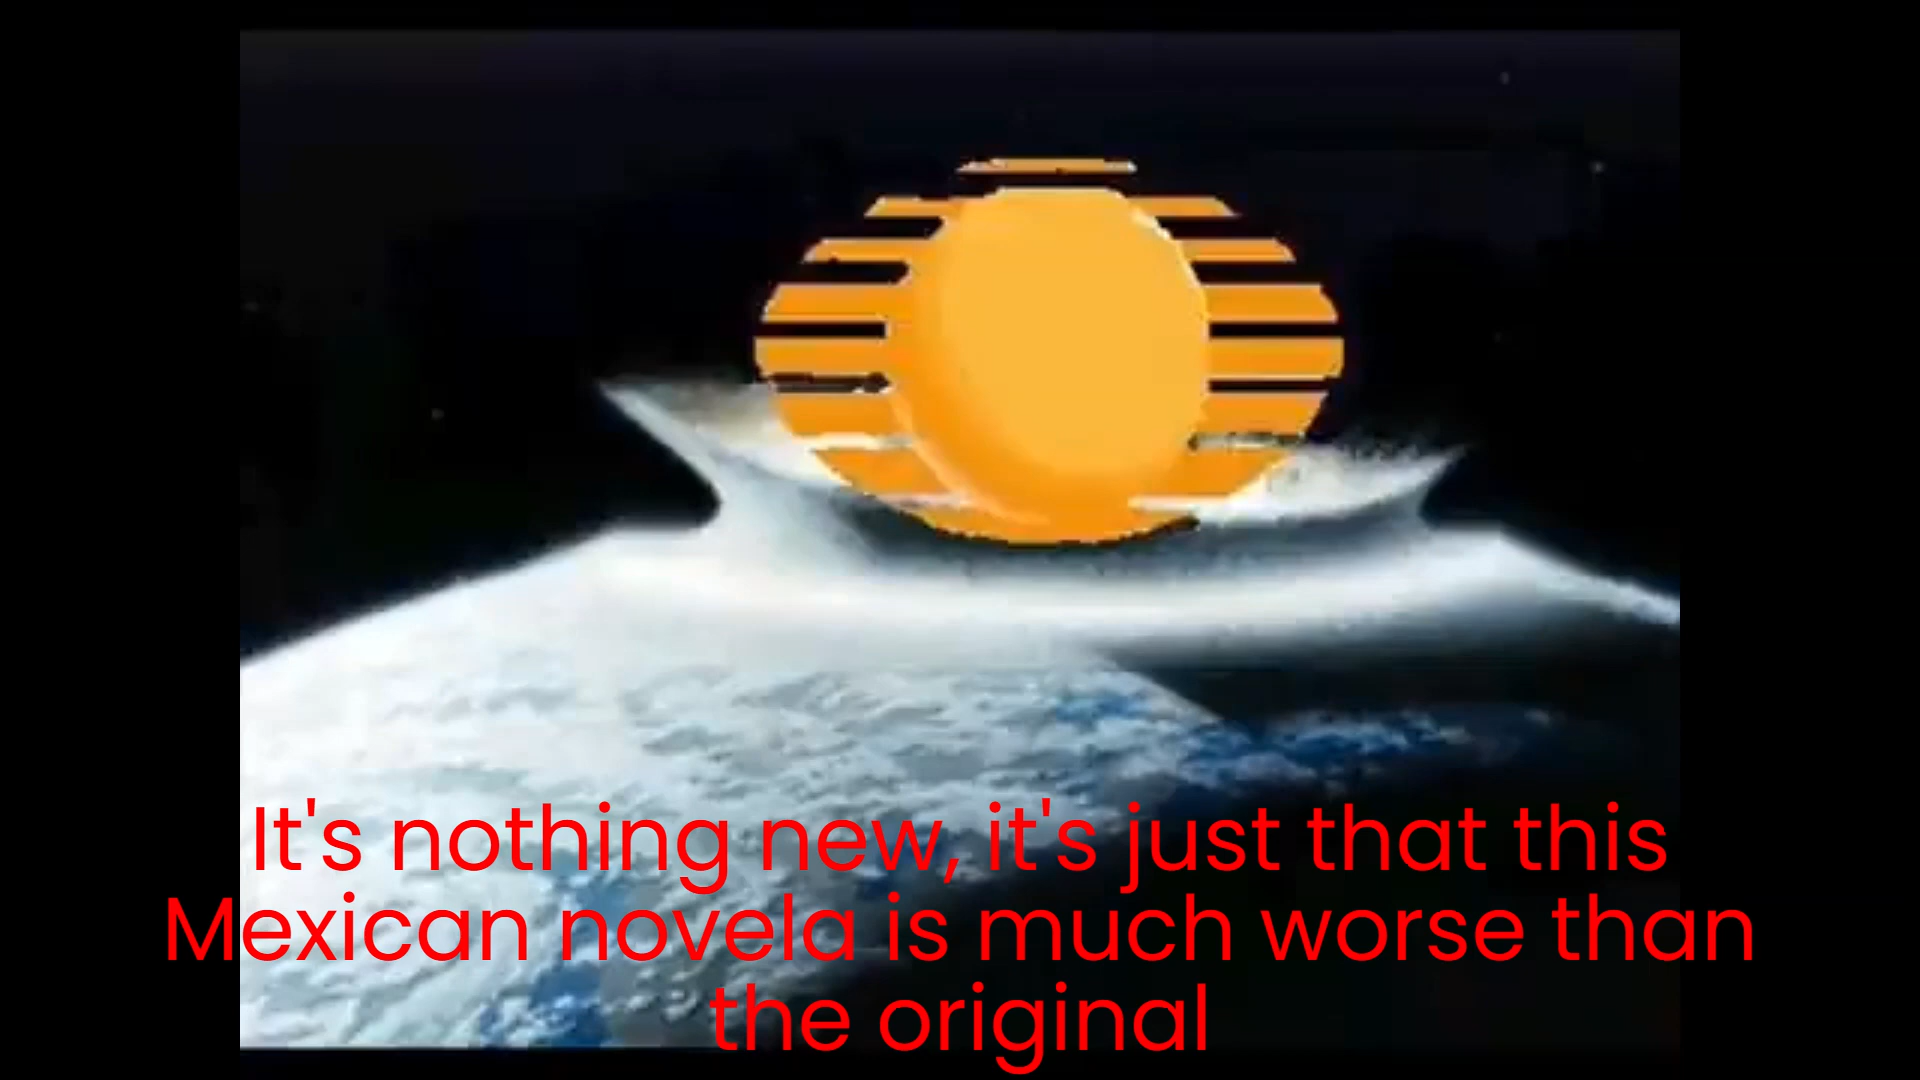 It's nothing new, it's just that this
Mexican novela is much worse than
the original